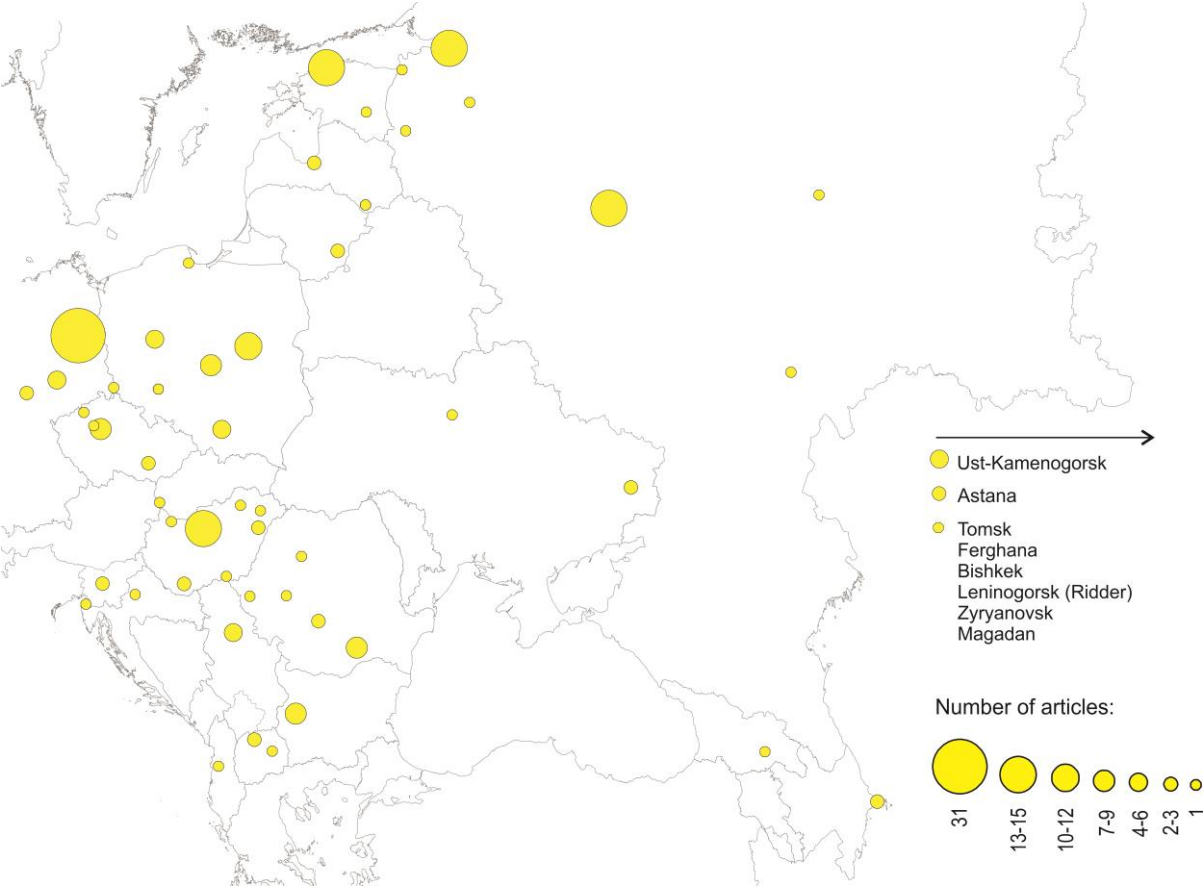 Ust-Kamenogorsk
Astana
Tomsk
Ferghana
Bishkek
Leninogorsk (Ridder)
Zyryanovsk
Magadan
Number of articles:
31
13-15
10-12
7-9
4-6
2-3
1